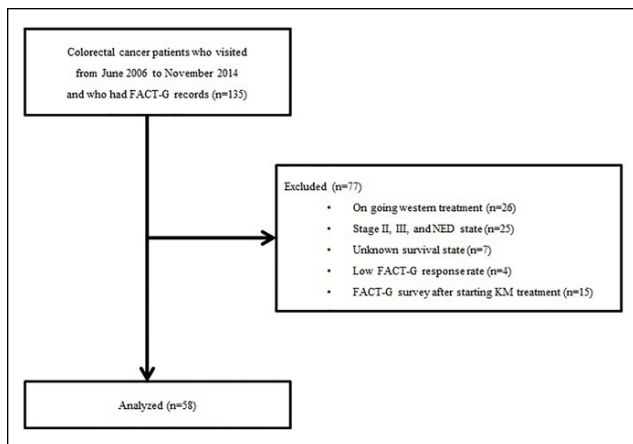 Colorectal cancer patients who visited
from June 2006 to November 2014
and who had FACT-G records (n=135)
Excluded (n=77)
• On going western treatment (n=26)
• Stage II, III, and NED state (n=25)
• Unknown survival state (n=7)
• Low FACT-G response rate (n=4)
• FACT-G survey after starting KM treatment (n=15)
Analyzed (n=58)